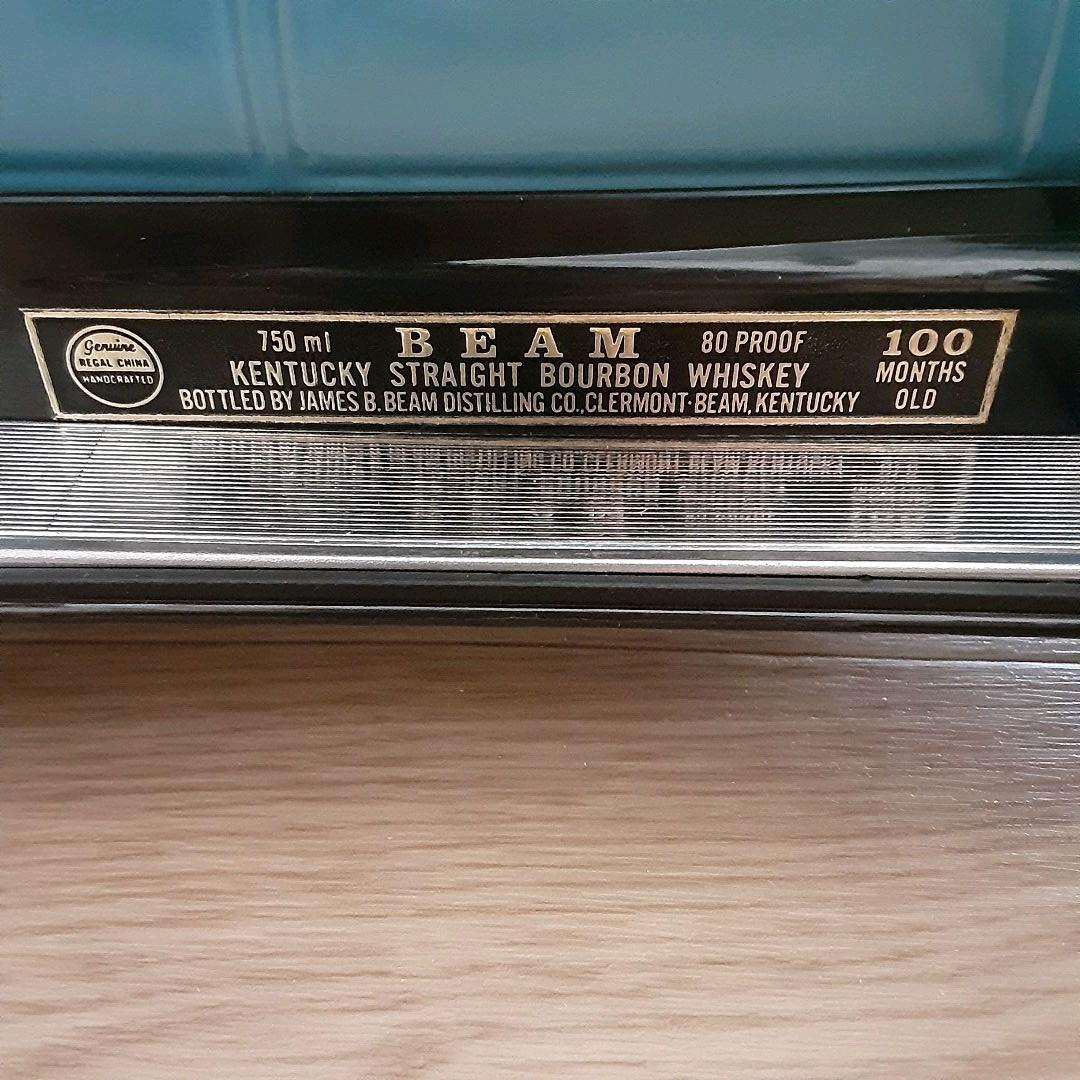 Genuine
REGAL CHINA
HANDCRAFTED
750 ml BEAM 80 PROOF
KENTUCKY STRAIGHT BOURBON WHISKEY
BOTTLED BY JAMES B. BEAM DISTILLING CO., CLERMONT·BEAM, KENTUCKY
100
MONTHS
OLD